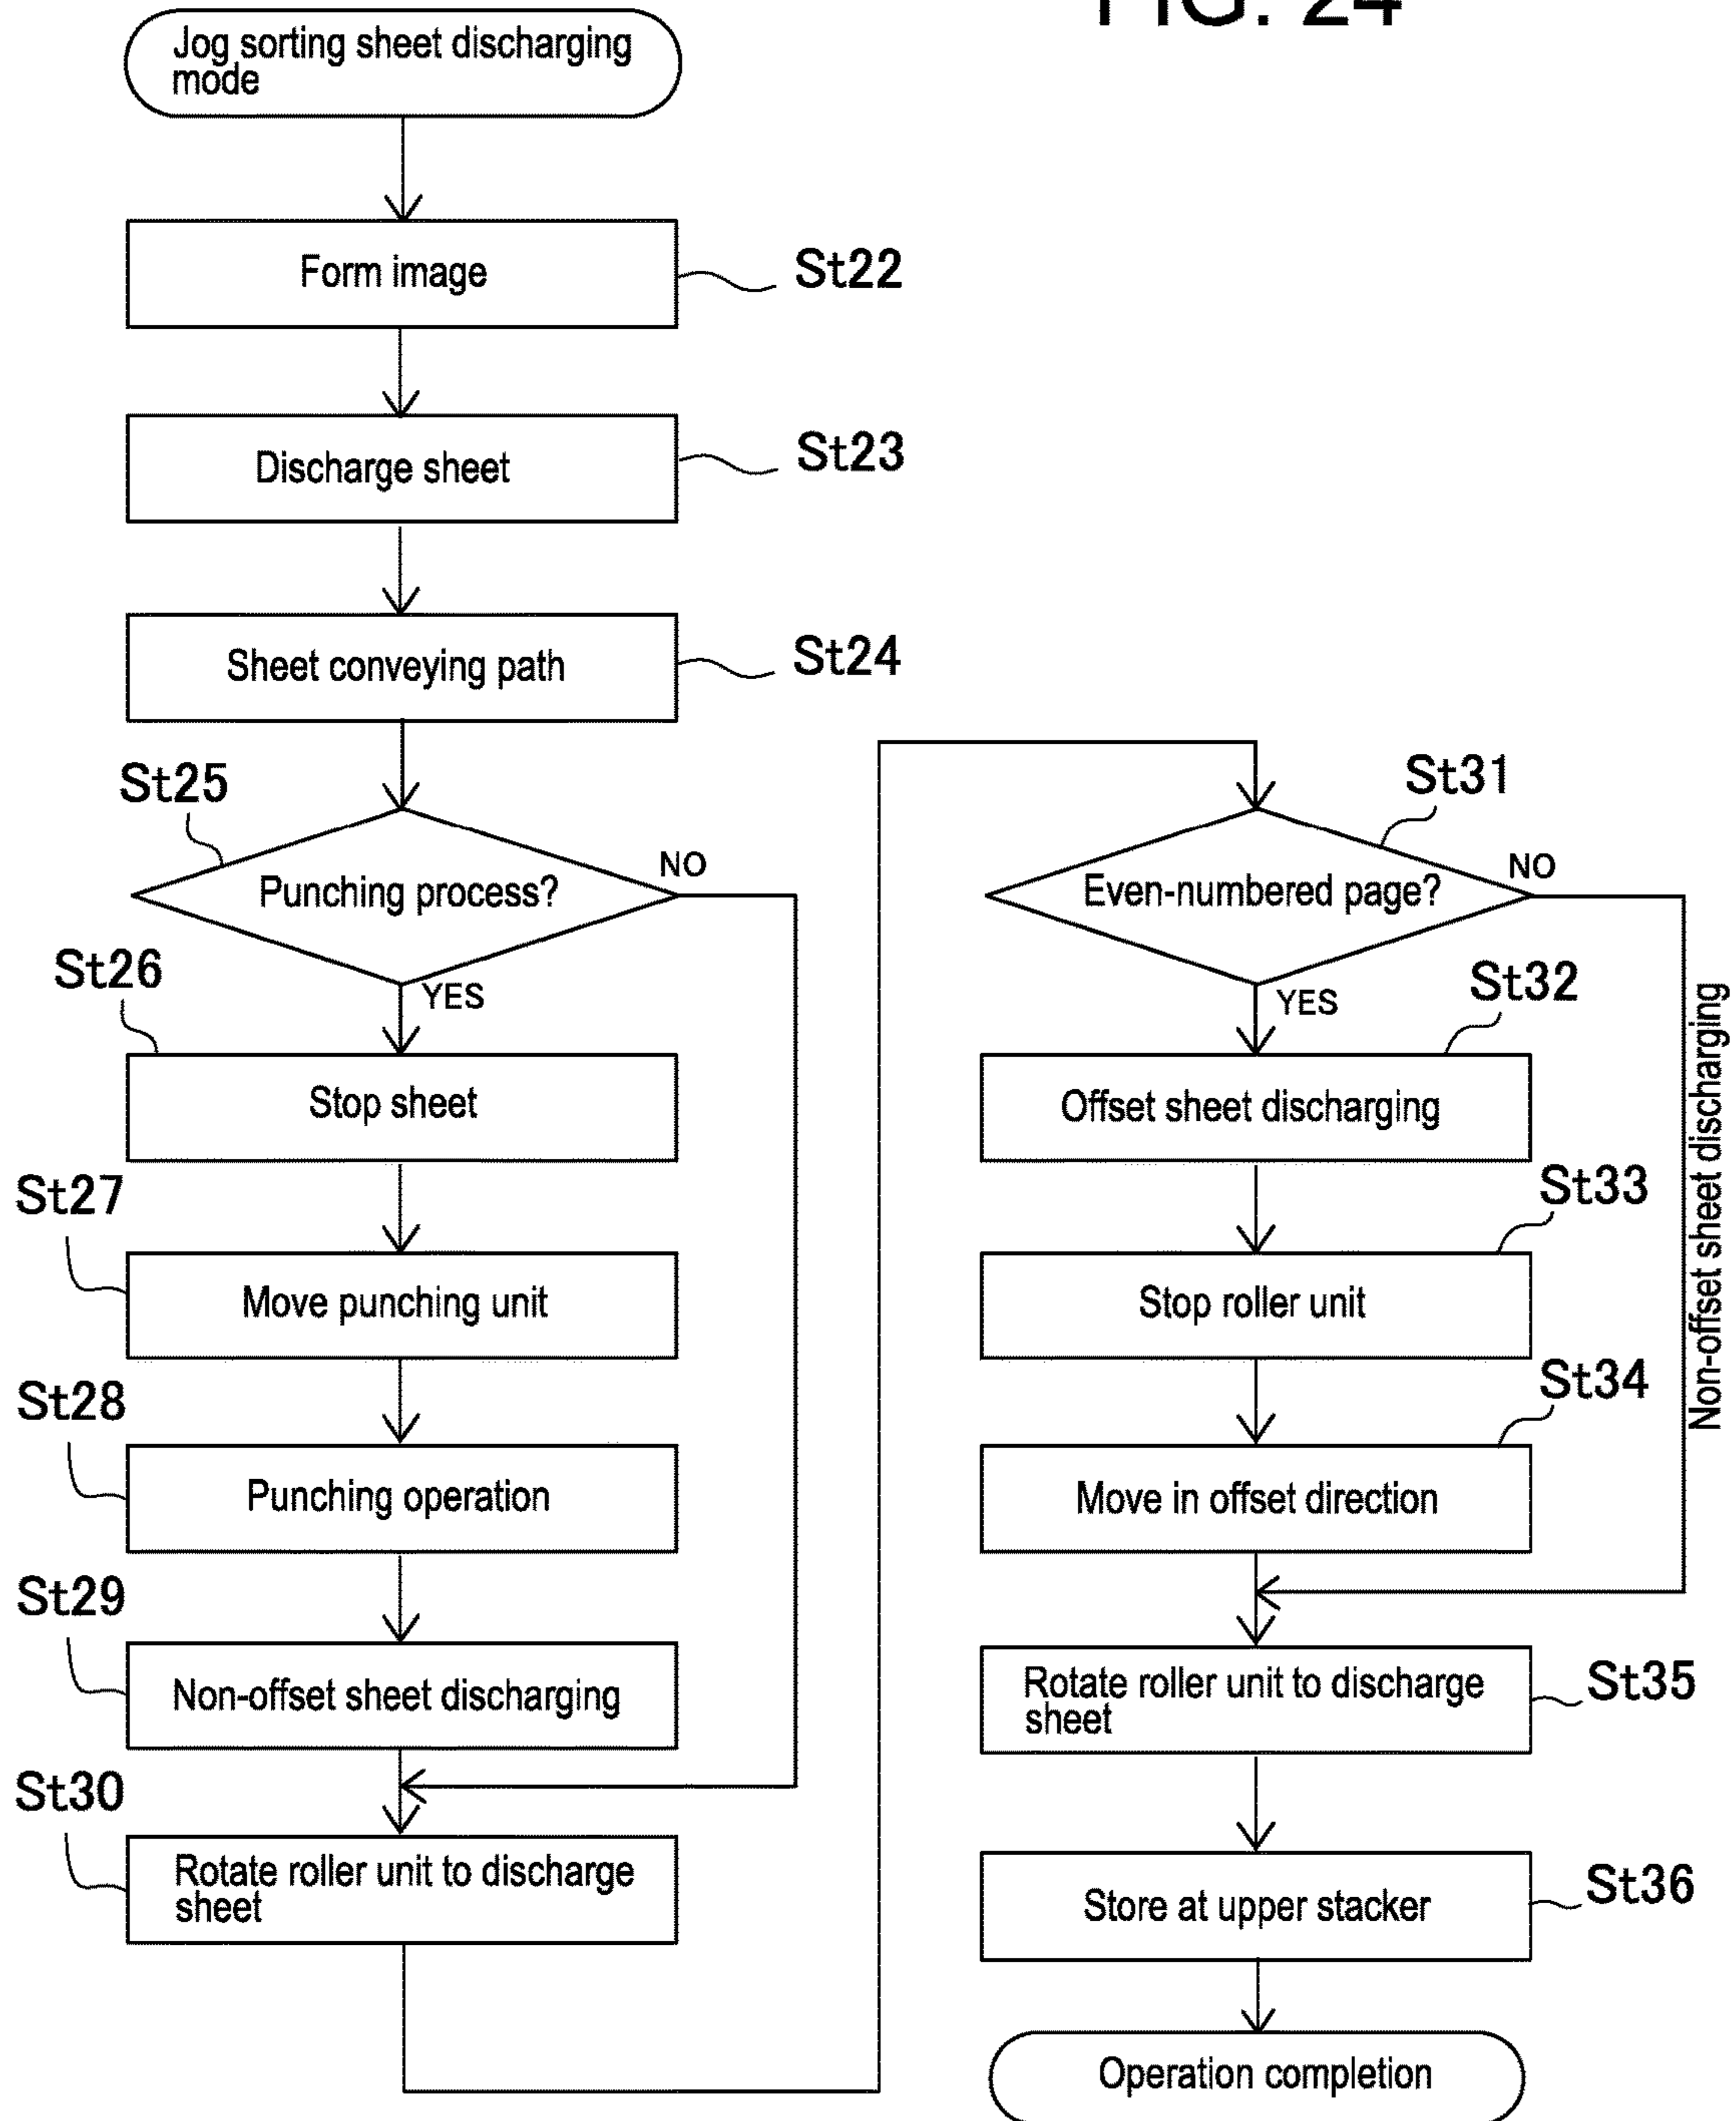 FIG. 24
Jog sorting sheet discharging
mode
Form image
St22
Discharge sheet
St23
Sheet conveying path
St24
St25
Punching process?
NO
YES
St26
Stop sheet
St27
Move punching unit
St28
Punching operation
St29
Non-offset sheet discharging
St30
Rotate roller unit to discharge
sheet
St31
Even-numbered page?
NO
YES
Non-offset sheet discharging
St32
Offset sheet discharging
St33
Stop roller unit
St34
Move in offset direction
Rotate roller unit to discharge
sheet
St35
Store at upper stacker
St36
Operation completion